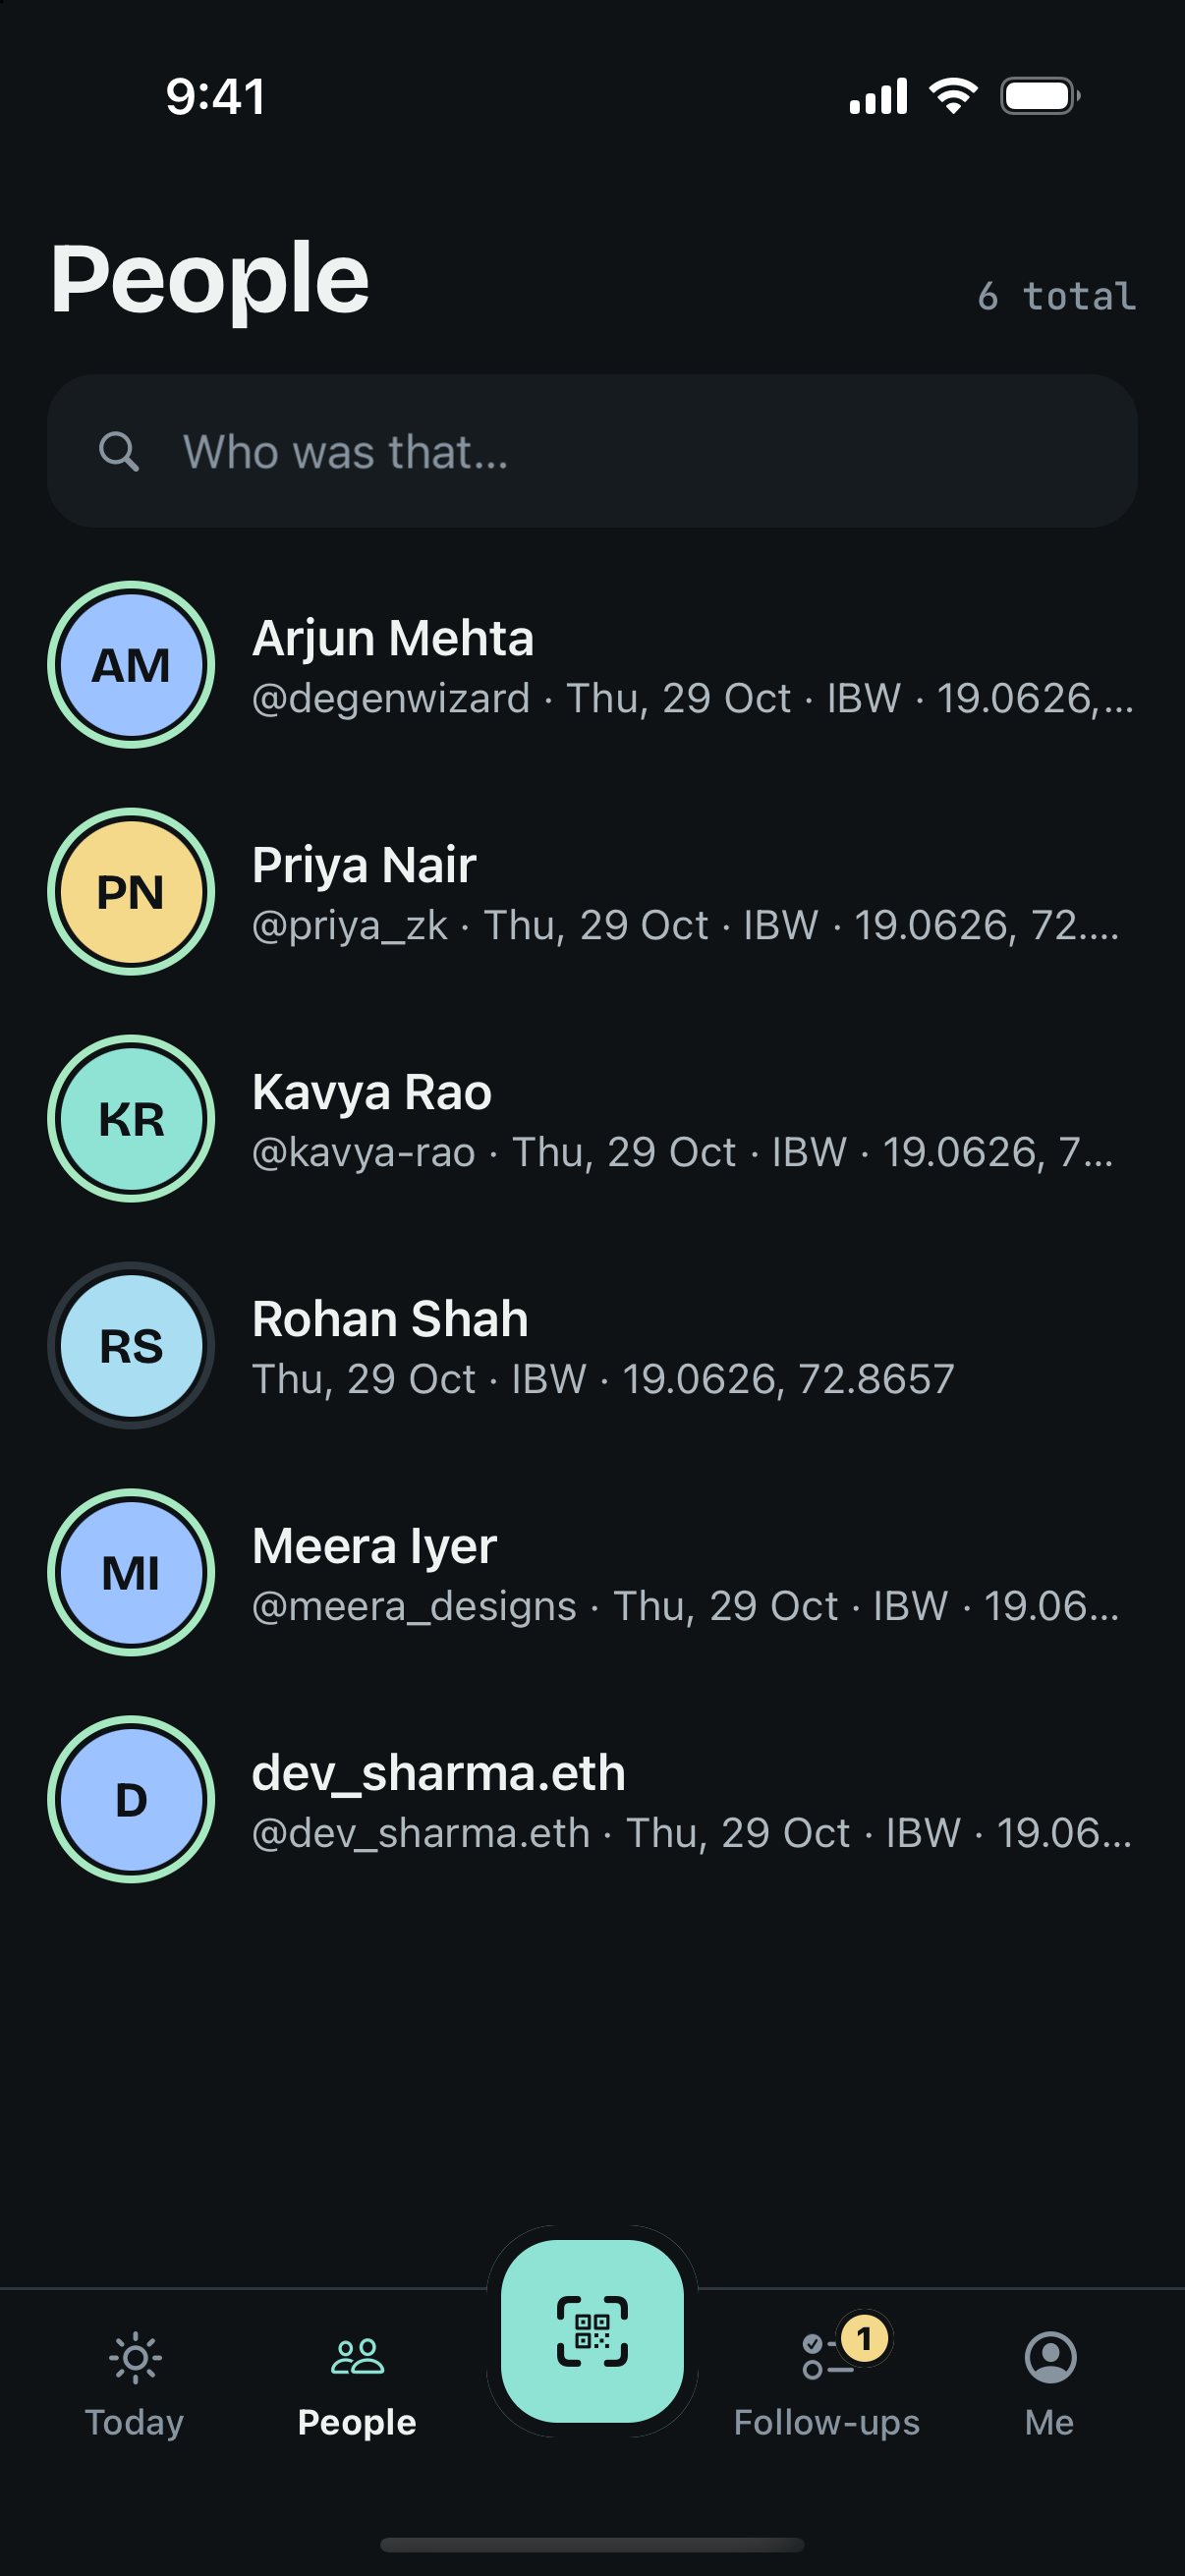 9:41
People
6 total
Who was that...
AM
Arjun Mehta
@degenwizard · Thu, 29 Oct · IBW · 19.0626,...
PN
Priya Nair
@priya_zk · Thu, 29 Oct · IBW · 19.0626, 72....
KR
Kavya Rao
@kavya-rao · Thu, 29 Oct · IBW · 19.0626, 7...
RS
Rohan Shah
Thu, 29 Oct · IBW · 19.0626, 72.8657
MI
Meera Iyer
@meera_designs · Thu, 29 Oct · IBW · 19.06...
D
dev_sharma.eth
@dev_sharma.eth · Thu, 29 Oct · IBW · 19.06...
1
Today
People
Follow-ups
Me